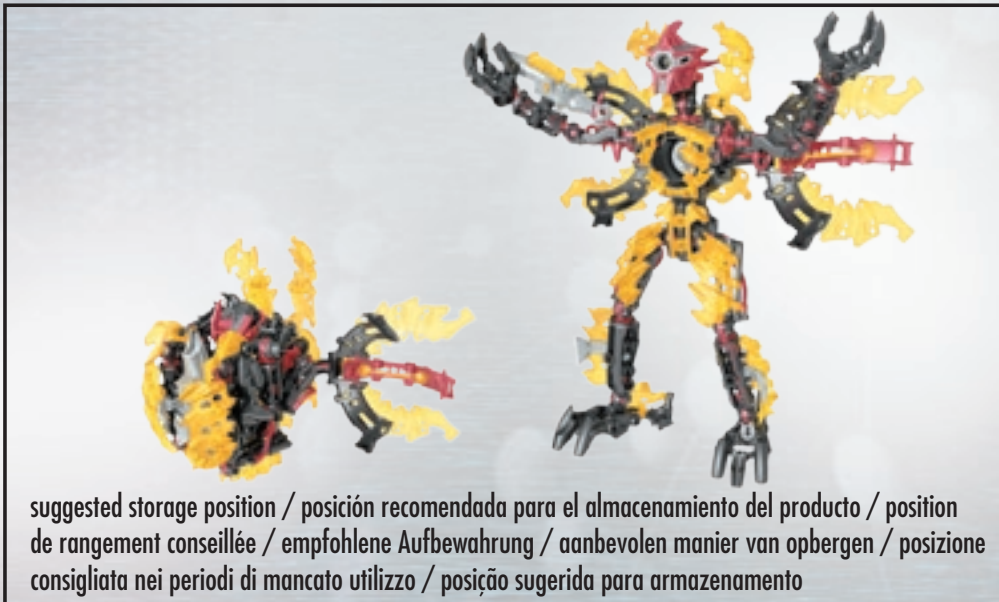 suggested storage position / posición recomendada para el almacenamiento del producto / position
de rangement conseillée / empfohlene Aufbewahrung / aanbevolen manier van opbergen / posizione
consigliata nei periodi di mancato utilizzo / posição sugerida para armazenamento